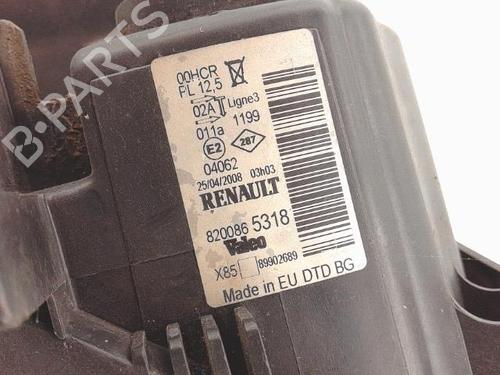 B-PARTS
00HCR
PL 12,5
02A Ligne3
011a 1199
E2 287
04062
25/04/2008 03h03
RENAULT
820086 5318
Valeo
X85 89902689
Made in EU DTD BG